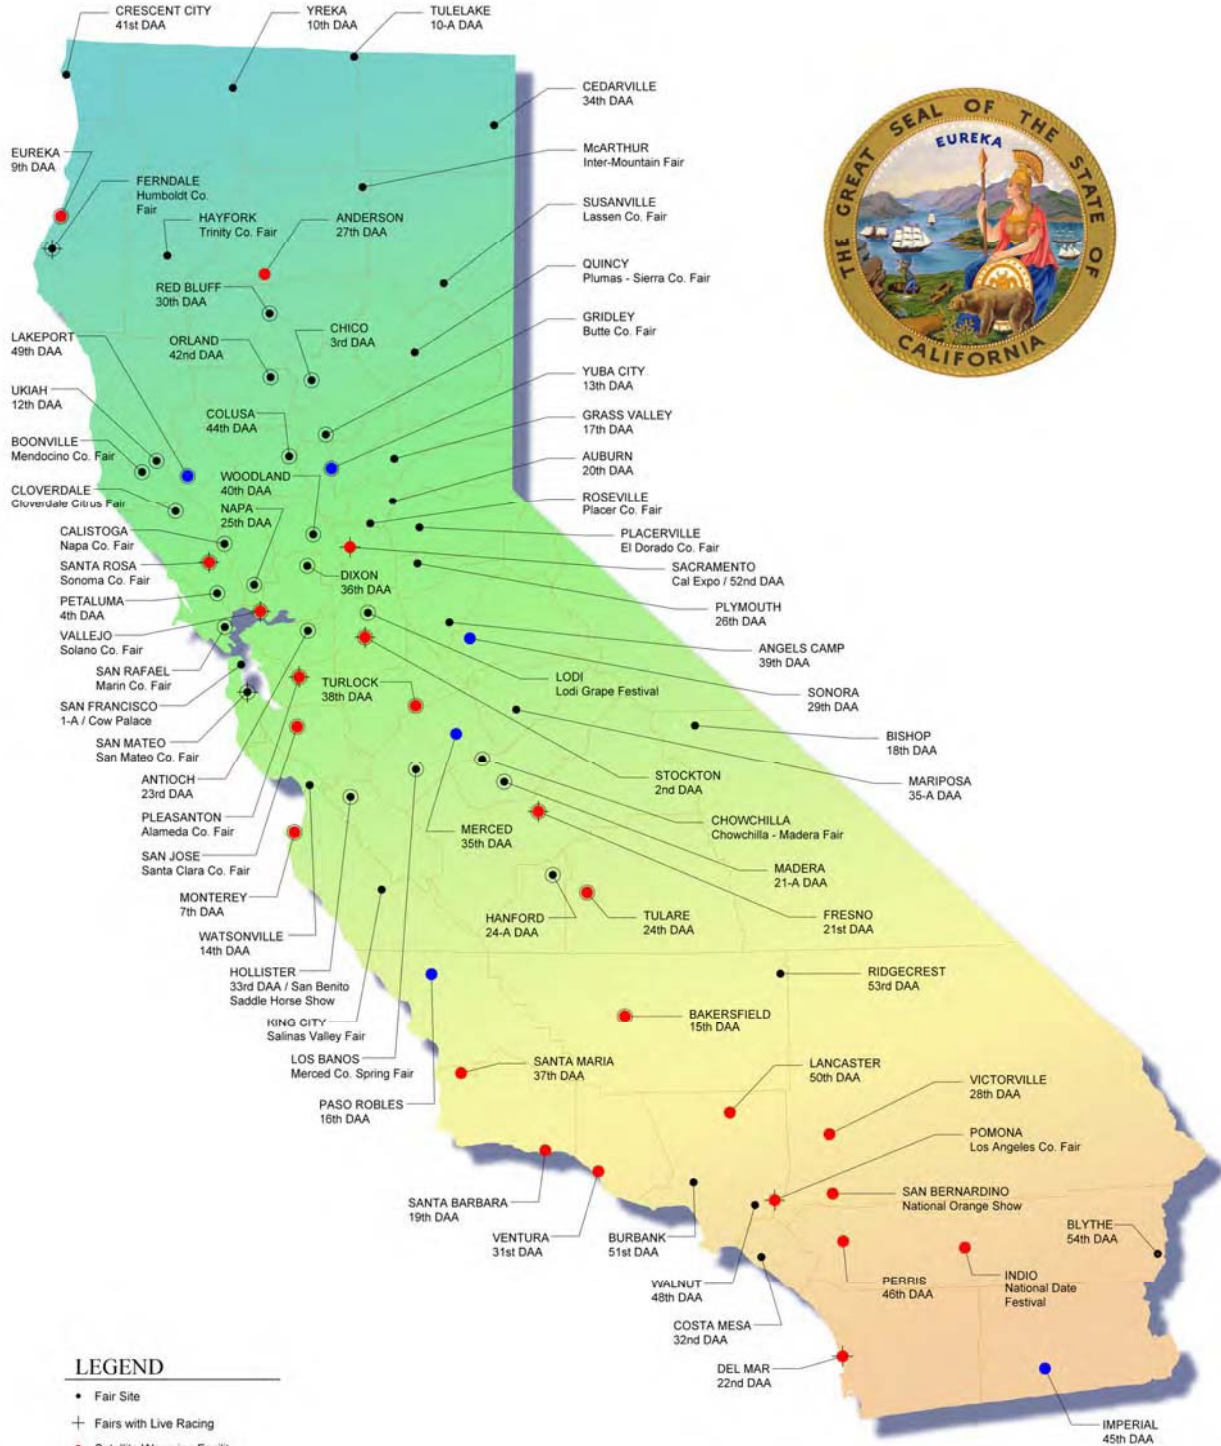 CRESCENT CITY
41st DAA
YREKA
10th DAA
TULELAKE
10-A DAA
CEDARVILLE
34th DAA
McARTHUR
Inter-Mountain Fair
SUSANVILLE
Lassen Co. Fair
QUINCY
Plumas - Sierra Co. Fair
GRIDLEY
Butte Co. Fair
YUBA CITY
13th DAA
GRASS VALLEY
17th DAA
AUBURN
20th DAA
ROSEVILLE
Placer Co. Fair
PLACERVILLE
El Dorado Co. Fair
SACRAMENTO
Cal Expo / 52nd DAA
PLYMOUTH
26th DAA
ANGELS CAMP
39th DAA
SONORA
29th DAA
BISHOP
18th DAA
MARIPOSA
35-A DAA
THE GREAT SEAL OF THE STATE OF CALIFORNIA
EUREKA
EUREKA
9th DAA
FERNDALE
Humboldt Co.
Fair
HAYFORK
Trinity Co. Fair
ANDERSON
27th DAA
RED BLUFF
30th DAA
LAKEPORT
49th DAA
ORLAND
42nd DAA
CHICO
3rd DAA
UKIAH
12th DAA
COLUSA
44th DAA
BOONVILLE
Mendocino Co. Fair
WOODLAND
40th DAA
CLOVERDALE
Cloverdale Citrus Fair
NAPA
25th DAA
CALISTOGA
Napa Co. Fair
SANTA ROSA
Sonoma Co. Fair
DIXON
36th DAA
PETALUMA
4th DAA
VALLEJO
Solano Co. Fair
SAN RAFAEL
Marin Co. Fair
LODI
Lodi Grape Festival
TURLOCK
38th DAA
SAN FRANCISCO
1-A / Cow Palace
SAN MATEO
San Mateo Co. Fair
ANTIOCH
23rd DAA
STOCKTON
2nd DAA
PLEASANTON
Alameda Co. Fair
MERCED
35th DAA
CHOWCHILLA
Chowchilla - Madera Fair
SAN JOSE
Santa Clara Co. Fair
MADERA
21-A DAA
MONTEREY
7th DAA
HANFORD
24-A DAA
TULARE
24th DAA
FRESNO
21st DAA
WATSONVILLE
14th DAA
HOLLISTER
33rd DAA / San Benito
Saddle Horse Show
RIDGECREST
53rd DAA
KING CITY
Salinas Valley Fair
BAKERSFIELD
15th DAA
LOS BANOS
Merced Co. Spring Fair
SANTA MARIA
37th DAA
LANCASTER
50th DAA
VICTORVILLE
28th DAA
PASO ROBLES
16th DAA
POMONA
Los Angeles Co. Fair
SANTA BARBARA
19th DAA
SAN BERNARDINO
National Orange Show
VENTURA
31st DAA
BURBANK
51st DAA
BLYTHE
54th DAA
WALNUT
48th DAA
PERRIS
46th DAA
INDIO
National Date
Festival
COSTA MESA
32nd DAA
DEL MAR
22nd DAA
IMPERIAL
45th DAA
LEGEND
Fair Site
Fairs with Live Racing